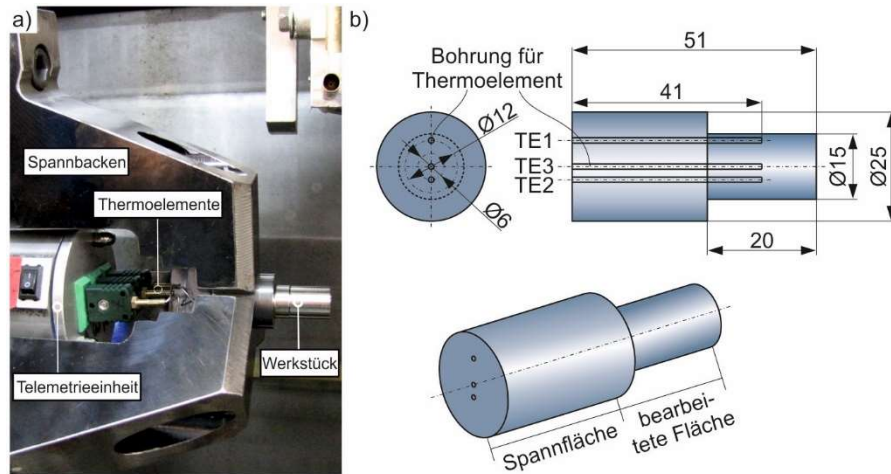 a)
Spannbacken
Thermoelemente
Telemetrieeinheit
Werkstück
b)
Bohrung für
Thermoelement
Ø12
Ø6
51
41
TE1
TE3
TE2
Ø15
Ø25
20
Spannfläche
bearbei-
tete Fläche